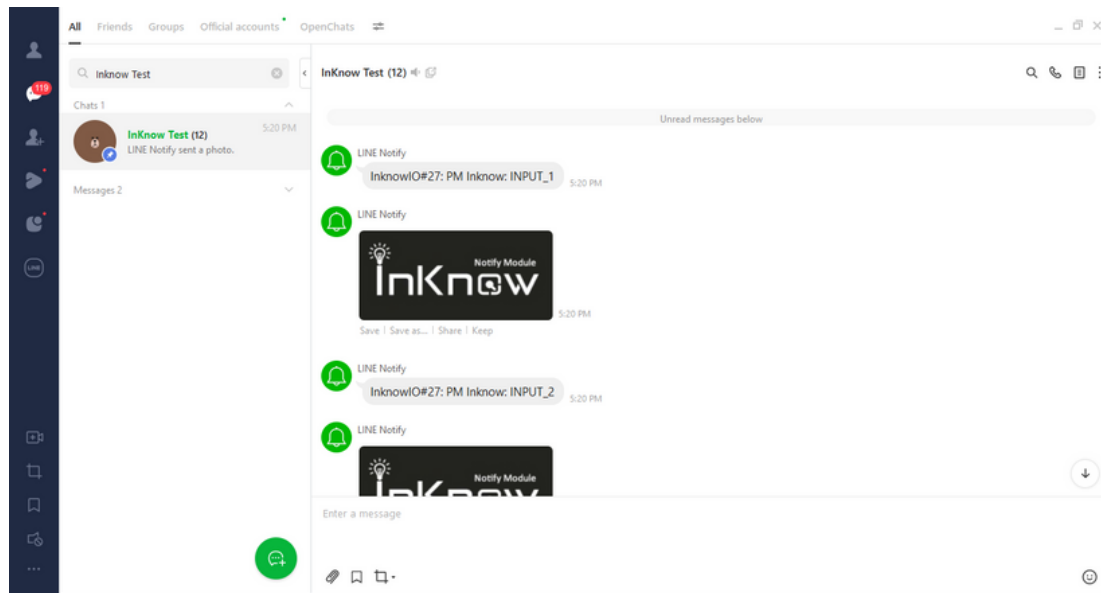 All Friends Groups Official accounts OpenChats
119
Inknow Test
InKnow Test (12)
Chats 1
InKnow Test (12)
5:20 PM
LINE Notify sent a photo.
Messages 2
LINE
Unread messages below
LINE Notify
InknowIO#27: PM Inknow: INPUT_1
5:20 PM
LINE Notify
Notify Module
InKnow
5:20 PM
Save | Save as... | Share | Keep
LINE Notify
InknowIO#27: PM Inknow: INPUT_2
5:20 PM
LINE Notify
Notify Module
InKnow
Enter a message